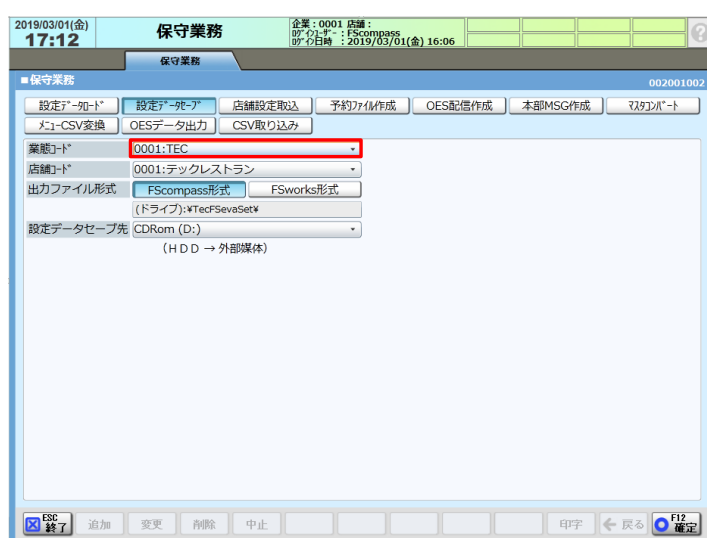 2019/03/01(金)
17:12
保守業務
企業:0001 店舗:
ﾛｸﾞｲﾝﾕｰｻﾞｰ:FScompass
ﾛｸﾞｲﾝ日時 :2019/03/01(金) 16:06
?
保守業務
■保守業務 002001002
設定ﾃﾞｰﾀﾛｰﾄﾞ 設定ﾃﾞｰﾀｾｰﾌﾞ 店舗設定取込 予約ﾌｧｲﾙ作成 OES配信作成 本部MSG作成 ﾏｽﾀｺﾝﾊﾞｰﾄ
ﾒﾆｭｰCSV変換 OESデータ出力 CSV取り込み
業態ｺｰﾄﾞ 0001:TEC
店舗ｺｰﾄﾞ 0001:テックレストラン
出力ファイル形式 FScompass形式 FSworks形式
(ドライブ):¥TecFSevaSet¥
設定データセーブ先 CDRom (D:)
(HDD → 外部媒体)
ESC 終了 追加 変更 削除 中止 印字 戻る F12 確定